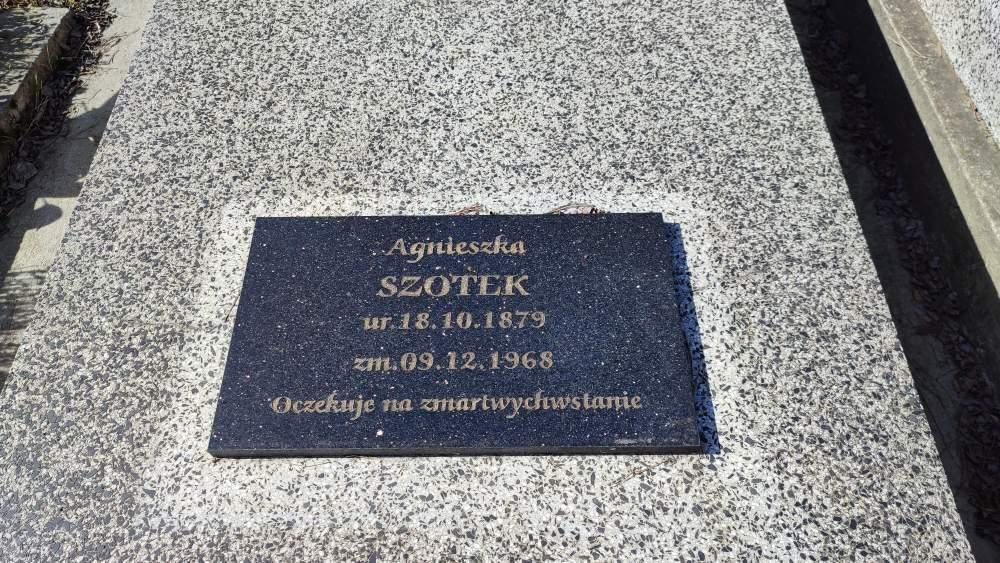 Agnieszka
SZOTEK
ur.18.10.1879
zm.09.12.1968
Oczekuje na zmartwychwstanie